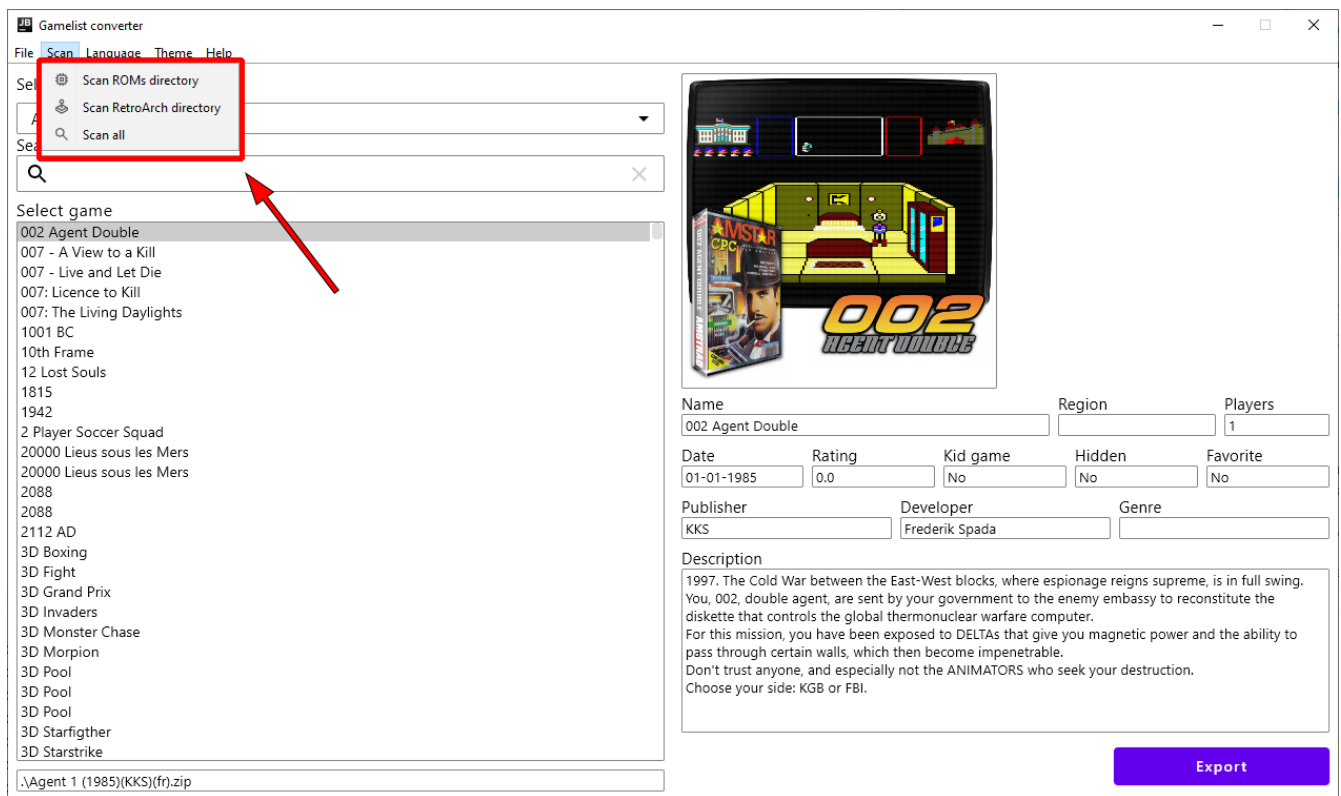 JB Gamelist converter
File Scan Language Theme Help
Scan ROMs directory
Scan RetroArch directory
Scan all
Select game
002 Agent Double
007 - A View to a Kill
007 - Live and Let Die
007: Licence to Kill
007: The Living Daylights
1001 BC
10th Frame
12 Lost Souls
1815
1942
2 Player Soccer Squad
20000 Lieus sous les Mers
20000 Lieus sous les Mers
2088
2088
2112 AD
3D Boxing
3D Fight
3D Grand Prix
3D Invaders
3D Monster Chase
3D Morpion
3D Pool
3D Pool
3D Pool
3D Starfigther
3D Starstrike
.\Agent 1 (1985)(KKS)(fr).zip
AMSTAR
CPC
002 AGENT DOUBLE
AMSTRAD
002
AGENT DOUBLE
Name Region Players
002 Agent Double 1
Date Rating Kid game Hidden Favorite
01-01-1985 0.0 No No No
Publisher Developer Genre
KKS Frederik Spada
Description
1997. The Cold War between the East-West blocks, where espionage reigns supreme, is in full swing.
You, 002, double agent, are sent by your government to the enemy embassy to reconstitute the
diskette that controls the global thermonuclear warfare computer.
For this mission, you have been exposed to DELTAs that give you magnetic power and the ability to
pass through certain walls, which then become impenetrable.
Don't trust anyone, and especially not the ANIMATORS who seek your destruction.
Choose your side: KGB or FBI.
Export